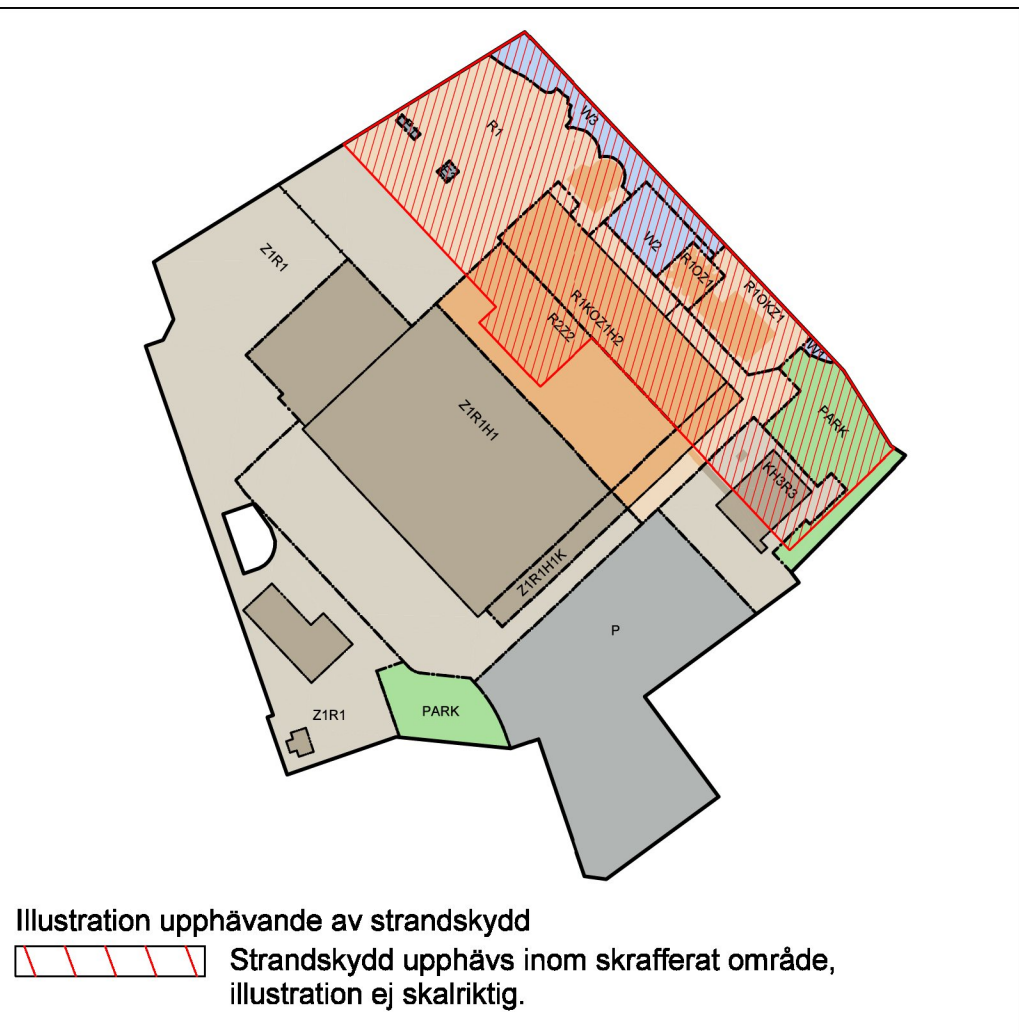 R1
W3
Z1R1
W2
R1OZ1
R1OKZ1
R1KOZ1H2
R2Z2
W1
Z1R1H1
PARK
KH3R3
Z1R1H1K
P
Z1R1
PARK
Illustration upphävande av strandskydd
Strandskydd upphävs inom skrafferat område,
illustration ej skalriktig.